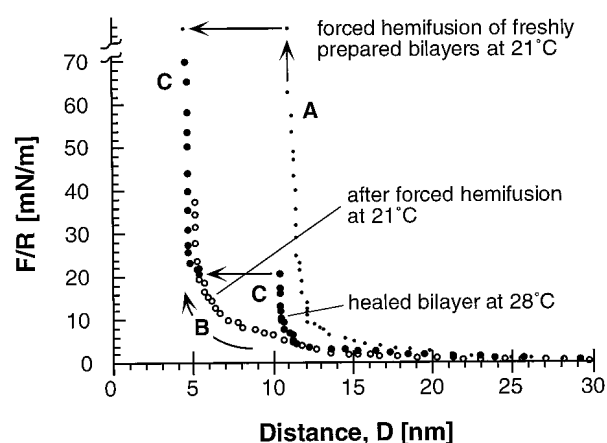 forced hemifusion of freshly
prepared bilayers at 21°C
70
C
60
A
50
40
after forced hemifusion
at 21°C
30
20
C
healed bilayer at 28°C
10
B
0
0 5 10 15 20 25 30
F/R [mN/m]
Distance, D [nm]